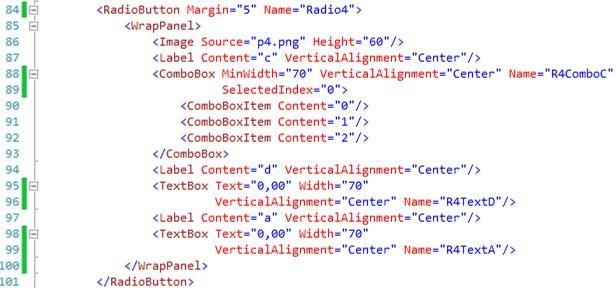 84 <RadioButton Margin="5" Name="Radio4">
85 <WrapPanel>
86 <Image Source="p4.png" Height="60"/>
87 <Label Content="c" VerticalAlignment="Center"/>
88 <ComboBox MinWidth="70" VerticalAlignment="Center" Name="R4ComboC"
89 SelectedIndex="0">
90 <ComboBoxItem Content="0"/>
91 <ComboBoxItem Content="1"/>
92 <ComboBoxItem Content="2"/>
93 </ComboBox>
94 <Label Content="d" VerticalAlignment="Center"/>
95 <TextBox Text="0,00" Width="70"
96 VerticalAlignment="Center" Name="R4TextD"/>
97 <Label Content="a" VerticalAlignment="Center"/>
98 <TextBox Text="0,00" Width="70"
99 VerticalAlignment="Center" Name="R4TextA"/>
100 </WrapPanel>
101 </RadioButton>